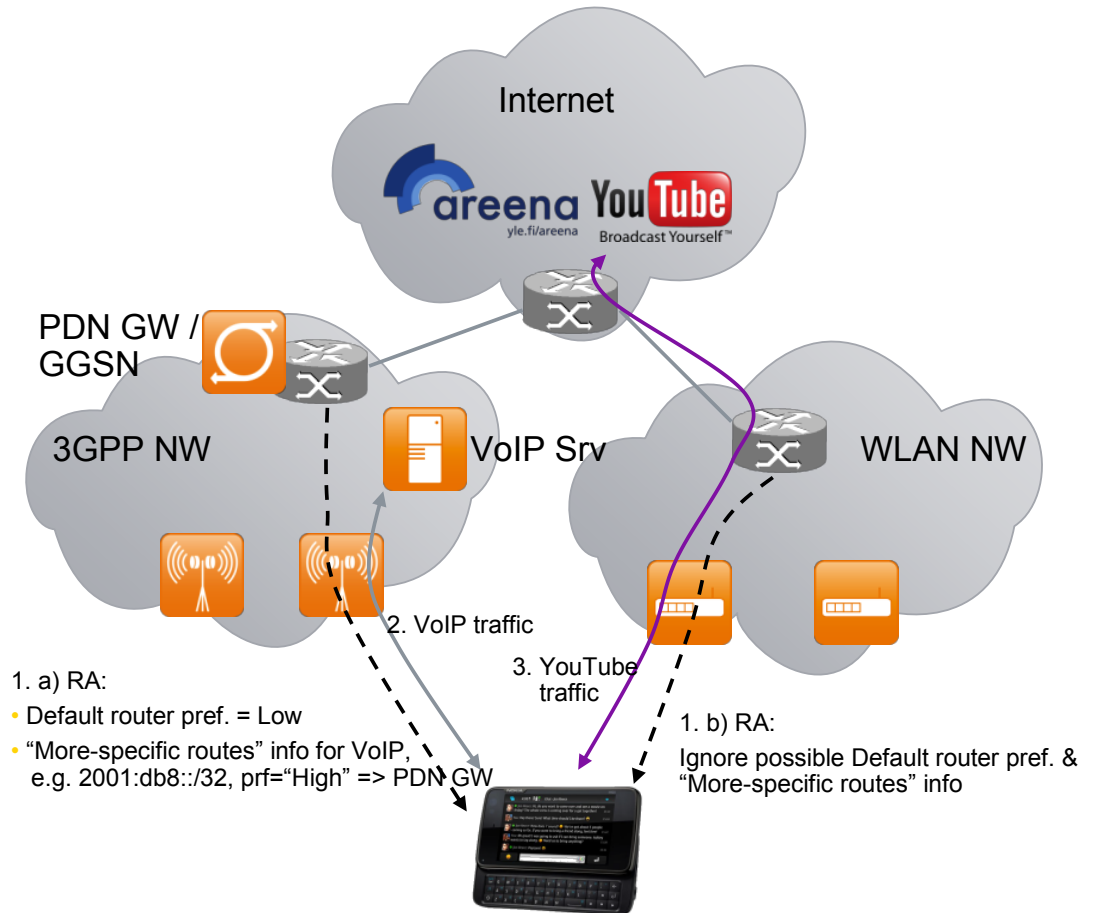 Internet
areena
yle.fi/areena
YouTube
Broadcast Yourself™
PDN GW /
GGSN
3GPP NW
VoIP Srv
WLAN NW
2. VoIP traffic
3. YouTube
traffic
1. a) RA:
• Default router pref. = Low
• “More-specific routes” info for VoIP,
e.g. 2001:db8::/32, prf=“High” => PDN GW
1. b) RA:
Ignore possible Default router pref. &
“More-specific routes” info